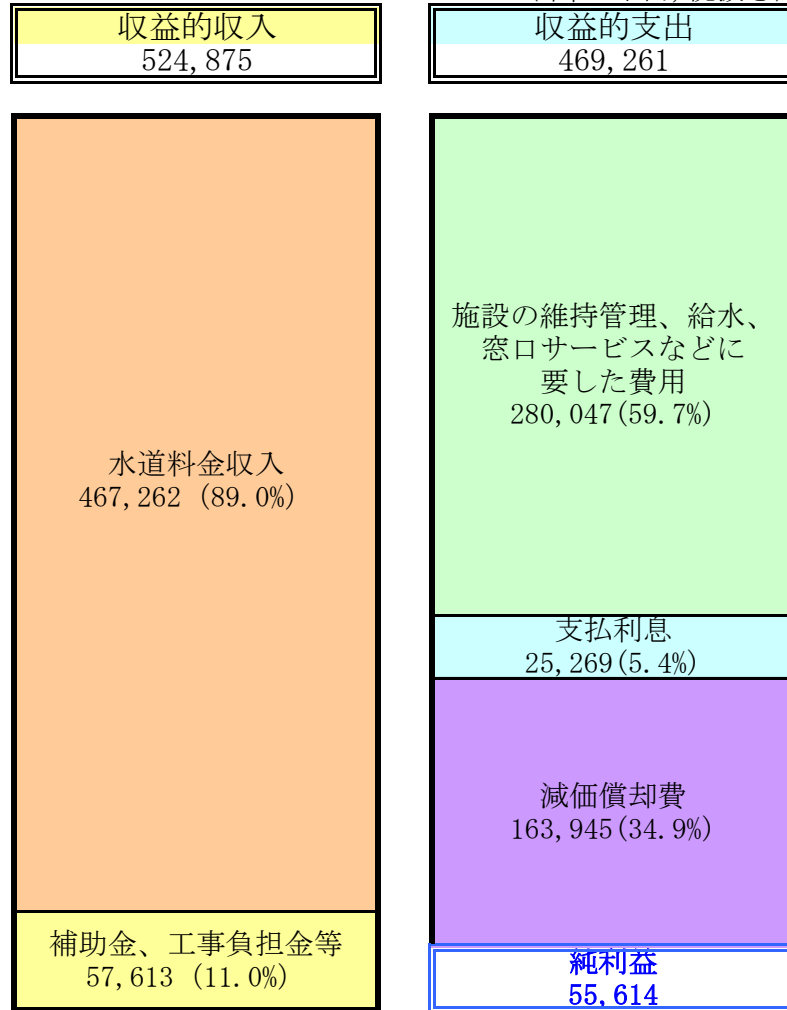 収益的収入
524,875
収益的支出
469,261
水道料金収入
467,262 (89.0%)
補助金、工事負担金等
57,613 (11.0%)
施設の維持管理、給水、
窓口サービスなどに
要した費用
280,047(59.7%)
支払利息
25,269(5.4%)
減価償却費
163,945(34.9%)
純利益
55,614